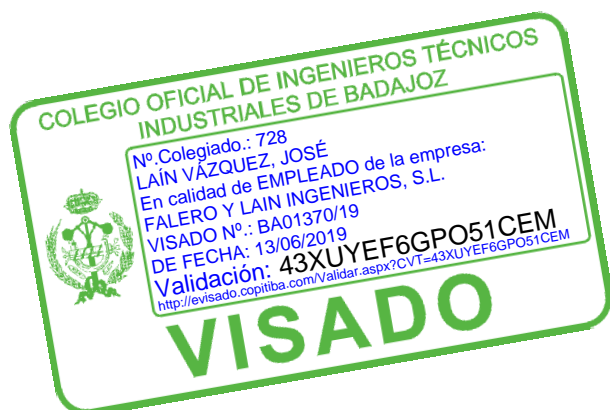 COLEGIO OFICIAL DE INGENIEROS TÉCNICOS
INDUSTRIALES DE BADAJOZ
Nº.Colegiado.: 728
LAÍN VÁZQUEZ, JOSÉ
En calidad de EMPLEADO de la empresa:
FALERO Y LAIN INGENIEROS, S.L.
VISADO Nº.: BA01370/19
DE FECHA: 13/06/2019
Validación: 43XUYEF6GPO51CEM
http://evisado.copitiba.com/Validar.aspx?CVT=43XUYEF6GPO51CEM
VISADO